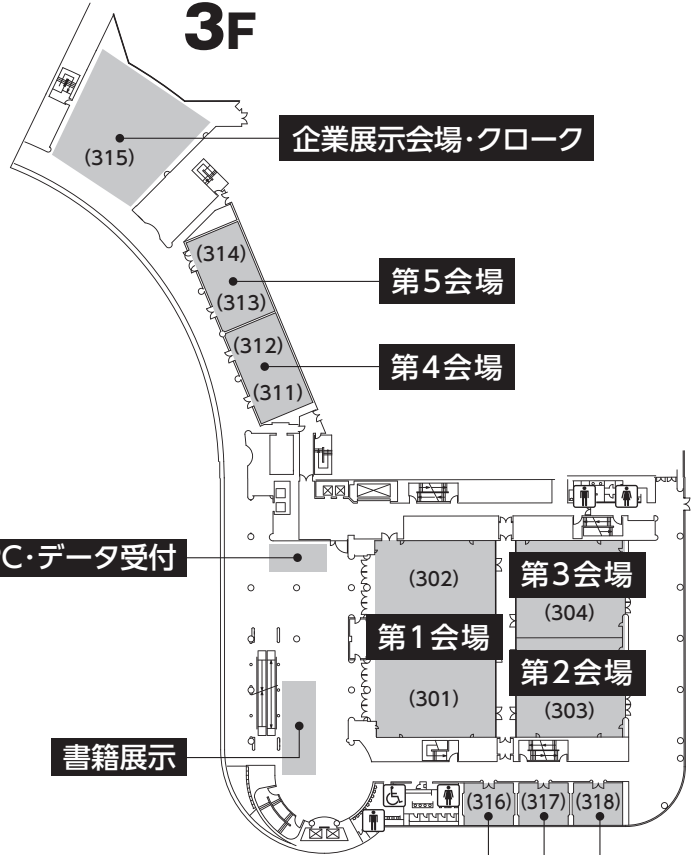 3F
企業展示会場・クローク
(315)
(314)
第5会場
(313)
(312)
第4会場
(311)
C・データ受付
(302)
第3会場
(304)
第1会場
第2会場
(301)
(303)
書籍展示
(316)
(317)
(318)